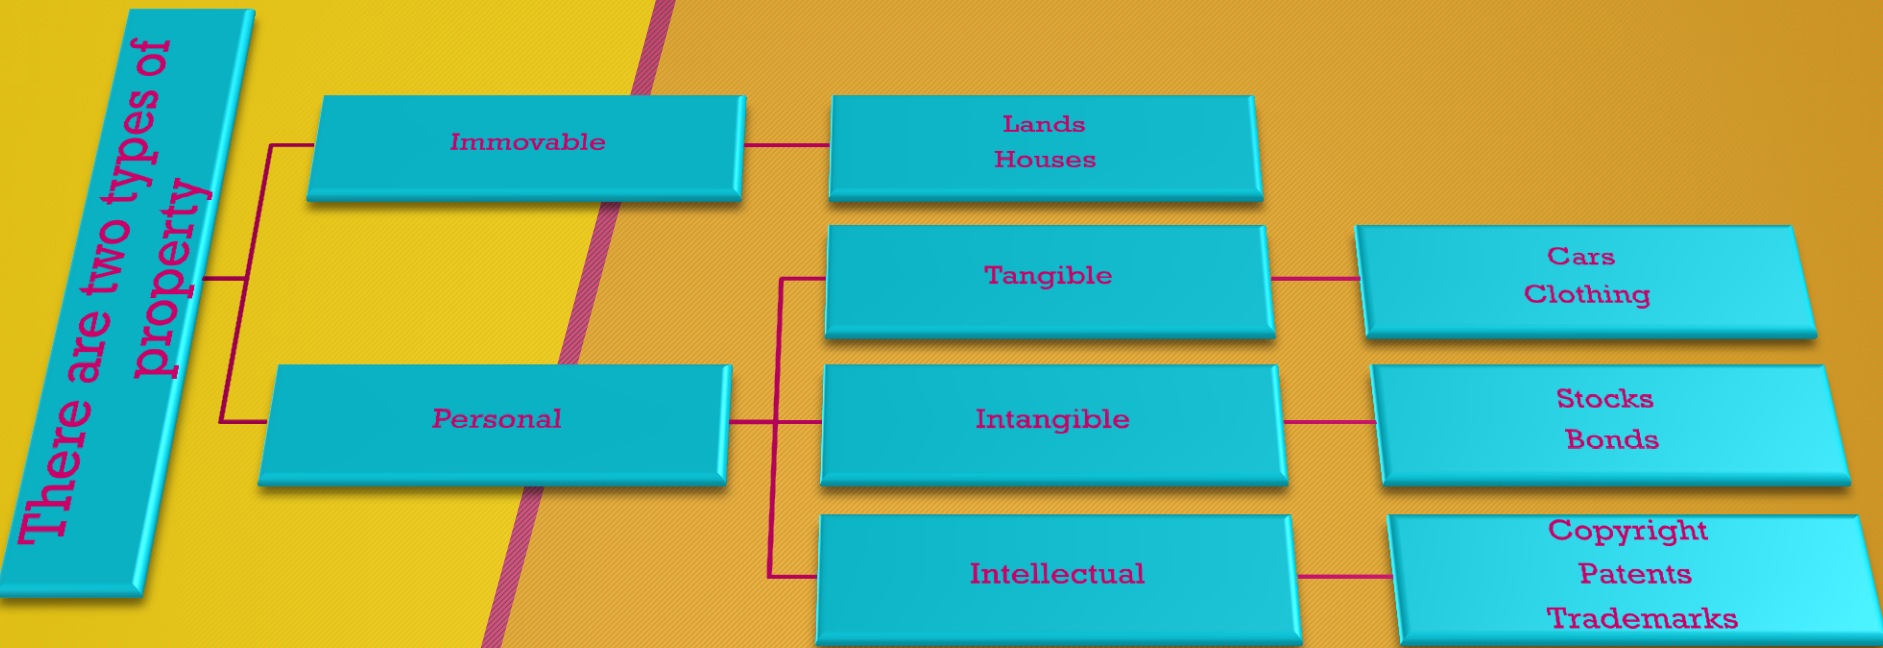 There are two types of
property
Immovable
Lands
Houses
Personal
Tangible
Cars
Clothing
Intangible
Stocks
Bonds
Intellectual
Copyright
Patents
Trademarks